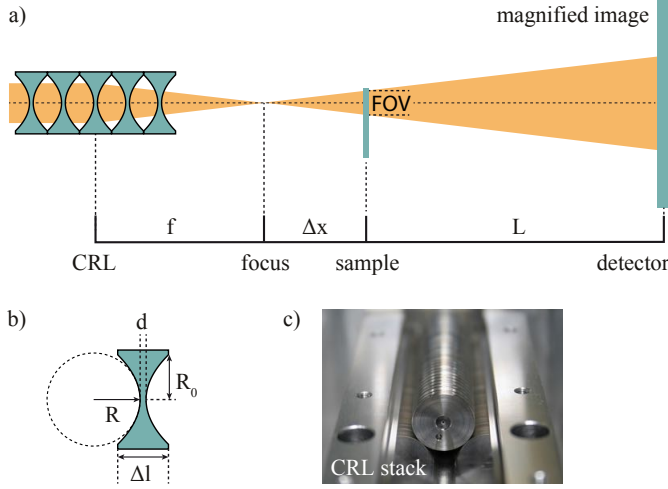 a)
magnified image
FOV
f
Δx
L
CRL
focus
sample
detector
b)
d
R
R₀
Δl
c)
CRL stack